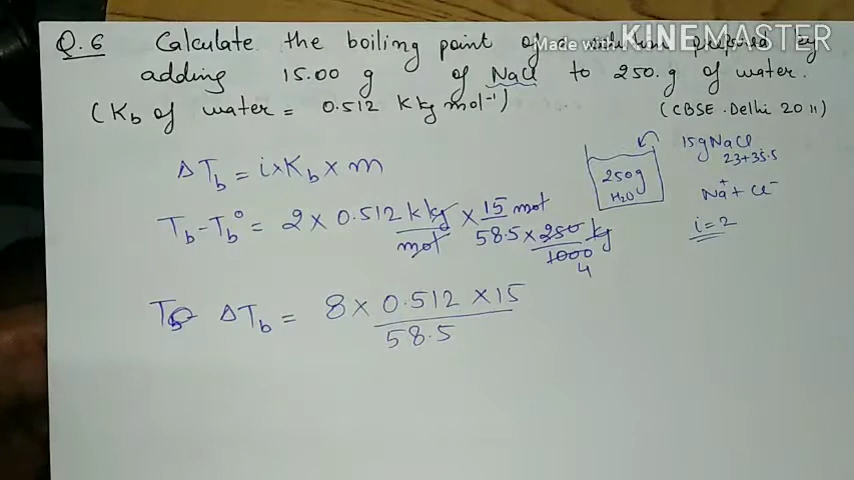 Q.6 Calculate the boiling point of prepared by
Made with KINEMASTER
adding 15.00 g of NaCl to 250. g of water.
(Kb of water = 0.512 K kg mol⁻¹) (CBSE. Delhi 2011)
ΔTb = i×Kb × m
Tb-Tb° = 2 × 0.512 K kg/mol × 15 mol/58.5 × 250/1000 kg
4
Tb ΔTb = 8 × 0.512 × 15/58.5
250g
H₂O
15g NaCl
23+35.5
Na⁺ + Cl⁻
i = 2